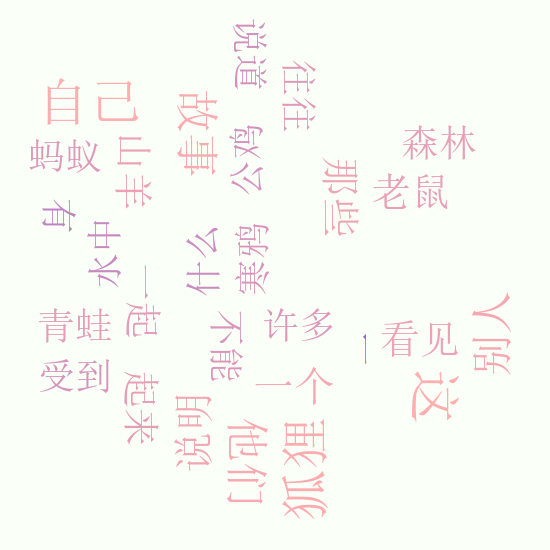 说道
往往
自己
故事
公鸡
森林
蚂蚁
山羊
那些
老鼠
有
水中
什么
寒鸦
一起
青蛙
不能
许多
一
看见
别人
受到
起来
一个
这
说明
他们
狐狸